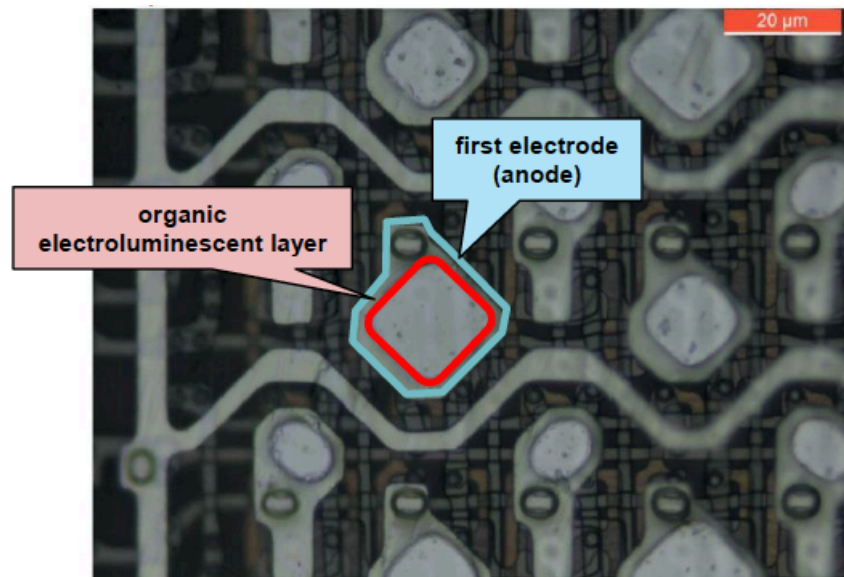 20 µm
first electrode
(anode)
organic
electroluminescent layer